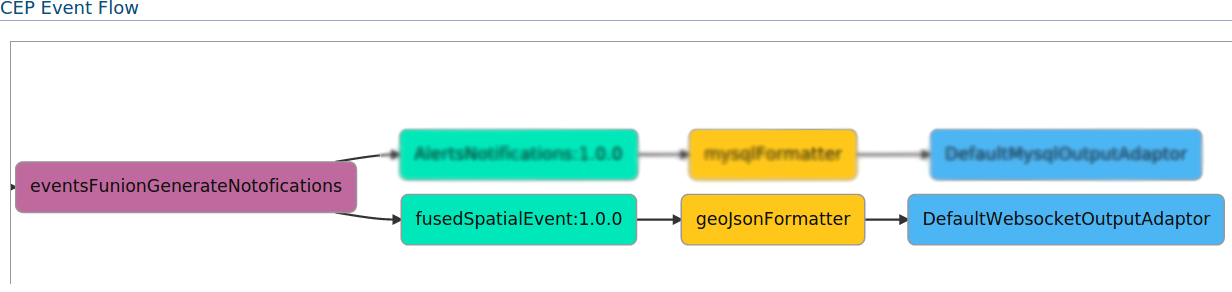 CEP Event Flow
AlertsNotifications:1.0.0
mysqlFormatter
DefaultMysqlOutputAdaptor
eventsFunionGenerateNotofications
fusedSpatialEvent:1.0.0
geoJsonFormatter
DefaultWebsocketOutputAdaptor